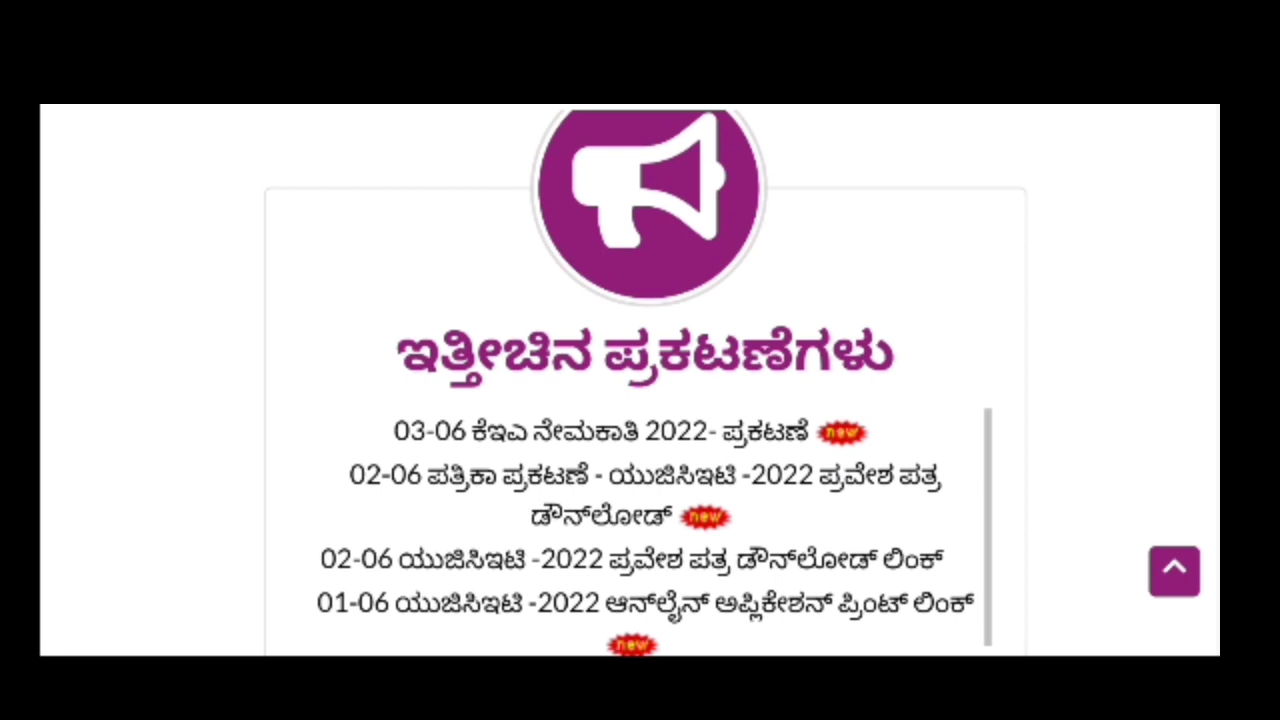 ಇತ್ತೀಚಿನ ಪ್ರಕಟಣೆಗಳು
03-06 ಕೆಇಎ ನೇಮಕಾತಿ 2022- ಪ್ರಕಟಣೆ new
02-06 ಪತ್ರಿಕಾ ಪ್ರಕಟಣೆ - ಯುಜಿಸಿಇಟಿ -2022 ಪ್ರವೇಶ ಪತ್ರ
ಡೌನ್‌ಲೋಡ್ new
02-06 ಯುಜಿಸಿಇಟಿ -2022 ಪ್ರವೇಶ ಪತ್ರ ಡೌನ್‌ಲೋಡ್ ಲಿಂಕ್
01-06 ಯುಜಿಸಿಇಟಿ -2022 ಆನ್‌ಲೈನ್ ಅಪ್ಲಿಕೇಶನ್ ಪ್ರಿಂಟ್ ಲಿಂಕ್
new